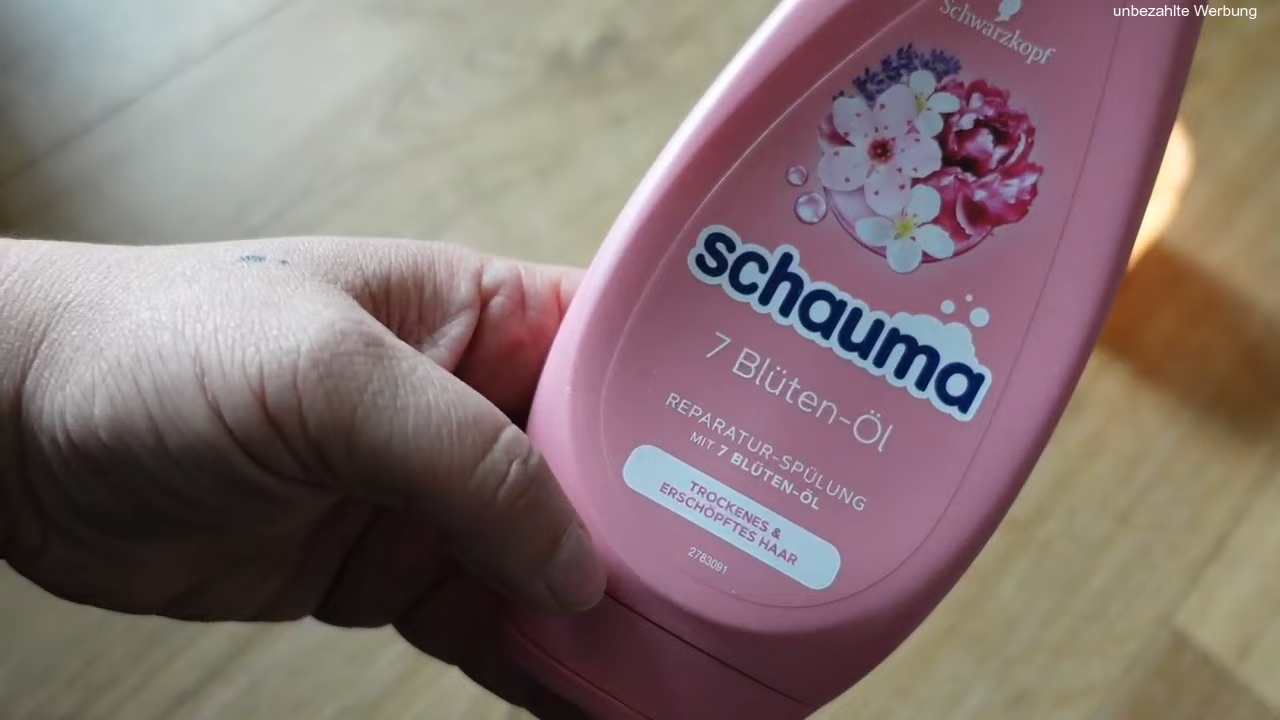 unbezahlte Werbung
Schwarzkopf
schauma
7 Blüten-Öl
REPARATUR-SPÜLUNG
MIT 7 BLÜTEN-ÖL
TROCKENES &
ERSCHÖPFTES HAAR
2783091